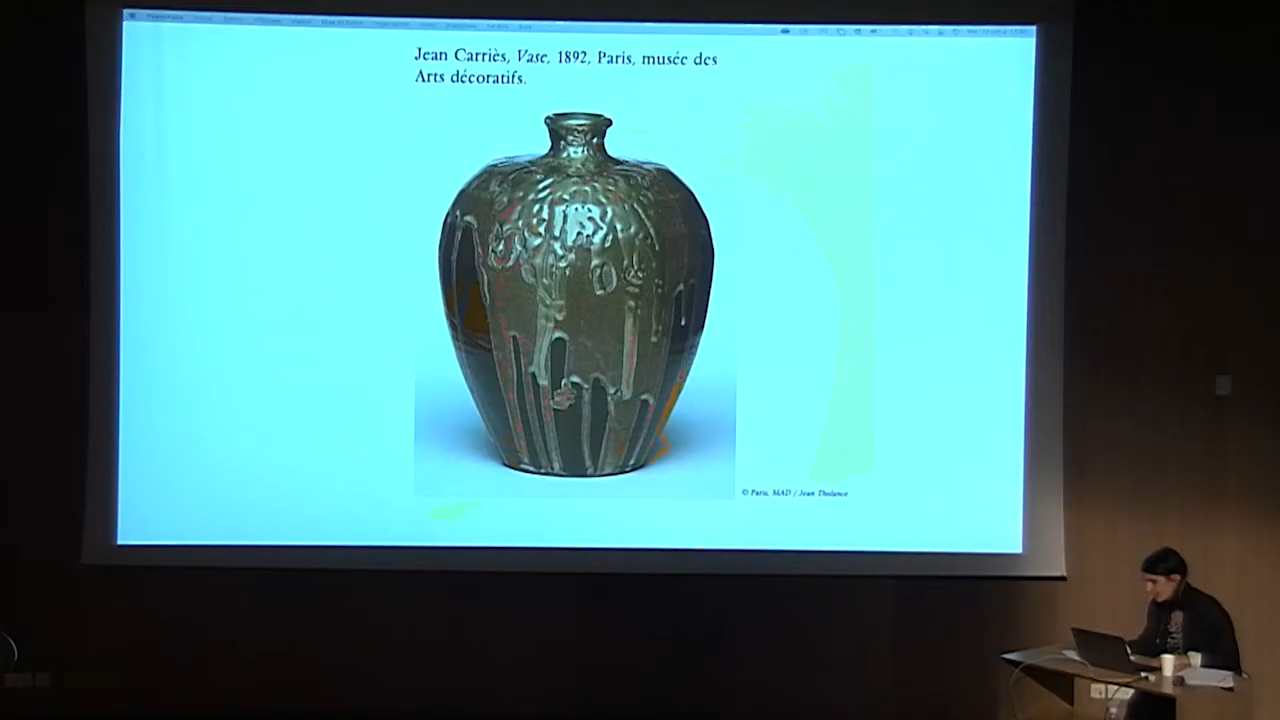 Jean Carriès, Vase, 1892, Paris, musée des
Arts décoratifs.
© Paris, MAD / Jean Tholance